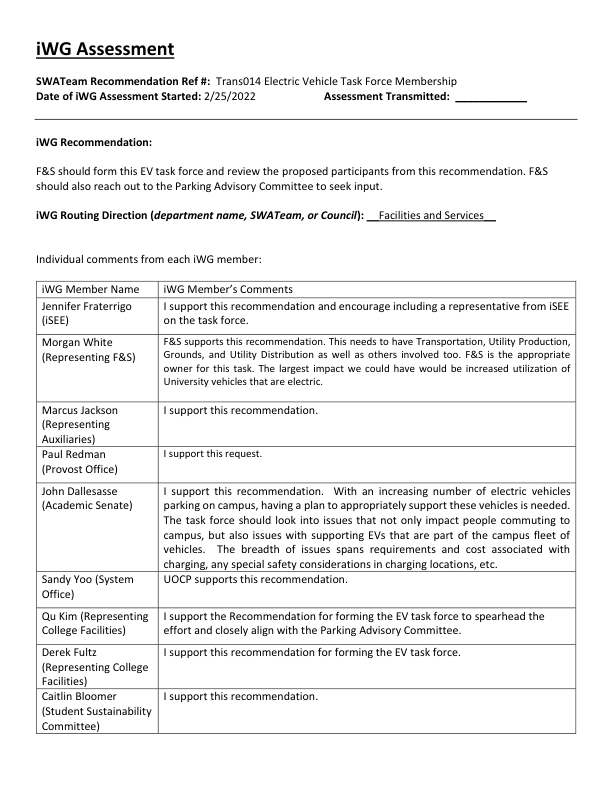 iWG Assessment
SWATeam Recommendation Ref #: Trans014 Electric Vehicle Task Force Membership
Date of iWG Assessment Started: 2/25/2022 Assessment Transmitted: ____________
iWG Recommendation:
F&S should form this EV task force and review the proposed participants from this recommendation. F&S
should also reach out to the Parking Advisory Committee to seek input.
iWG Routing Direction (department name, SWATeam, or Council): __Facilities and Services__
Individual comments from each iWG member:
iWG Member Name iWG Member's Comments
Jennifer Fraterrigo
(iSEE)
I support this recommendation and encourage including a representative from iSEE
on the task force.
Morgan White
(Representing F&S)
F&S supports this recommendation. This needs to have Transportation, Utility Production,
Grounds, and Utility Distribution as well as others involved too. F&S is the appropriate
owner for this task. The largest impact we could have would be increased utilization of
University vehicles that are electric.
Marcus Jackson
(Representing
Auxiliaries)
I support this recommendation.
Paul Redman
(Provost Office)
I support this request.
John Dallesasse
(Academic Senate)
I support this recommendation. With an increasing number of electric vehicles
parking on campus, having a plan to appropriately support these vehicles is needed.
The task force should look into issues that not only impact people commuting to
campus, but also issues with supporting EVs that are part of the campus fleet of
vehicles. The breadth of issues spans requirements and cost associated with
charging, any special safety considerations in charging locations, etc.
Sandy Yoo (System
Office)
UOCP supports this recommendation.
Qu Kim (Representing
College Facilities)
I support the Recommendation for forming the EV task force to spearhead the
effort and closely align with the Parking Advisory Committee.
Derek Fultz
(Representing College
Facilities)
I support this recommendation for forming the EV task force.
Caitlin Bloomer
(Student Sustainability
Committee)
I support this recommendation.